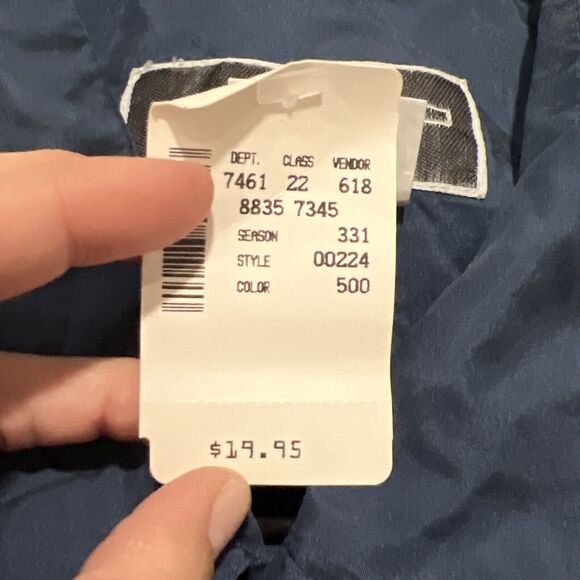 DEPT. CLASS VENDOR
7461 22 618
8835 7345
SEASON 331
STYLE 00224
COLOR 500
$19.95